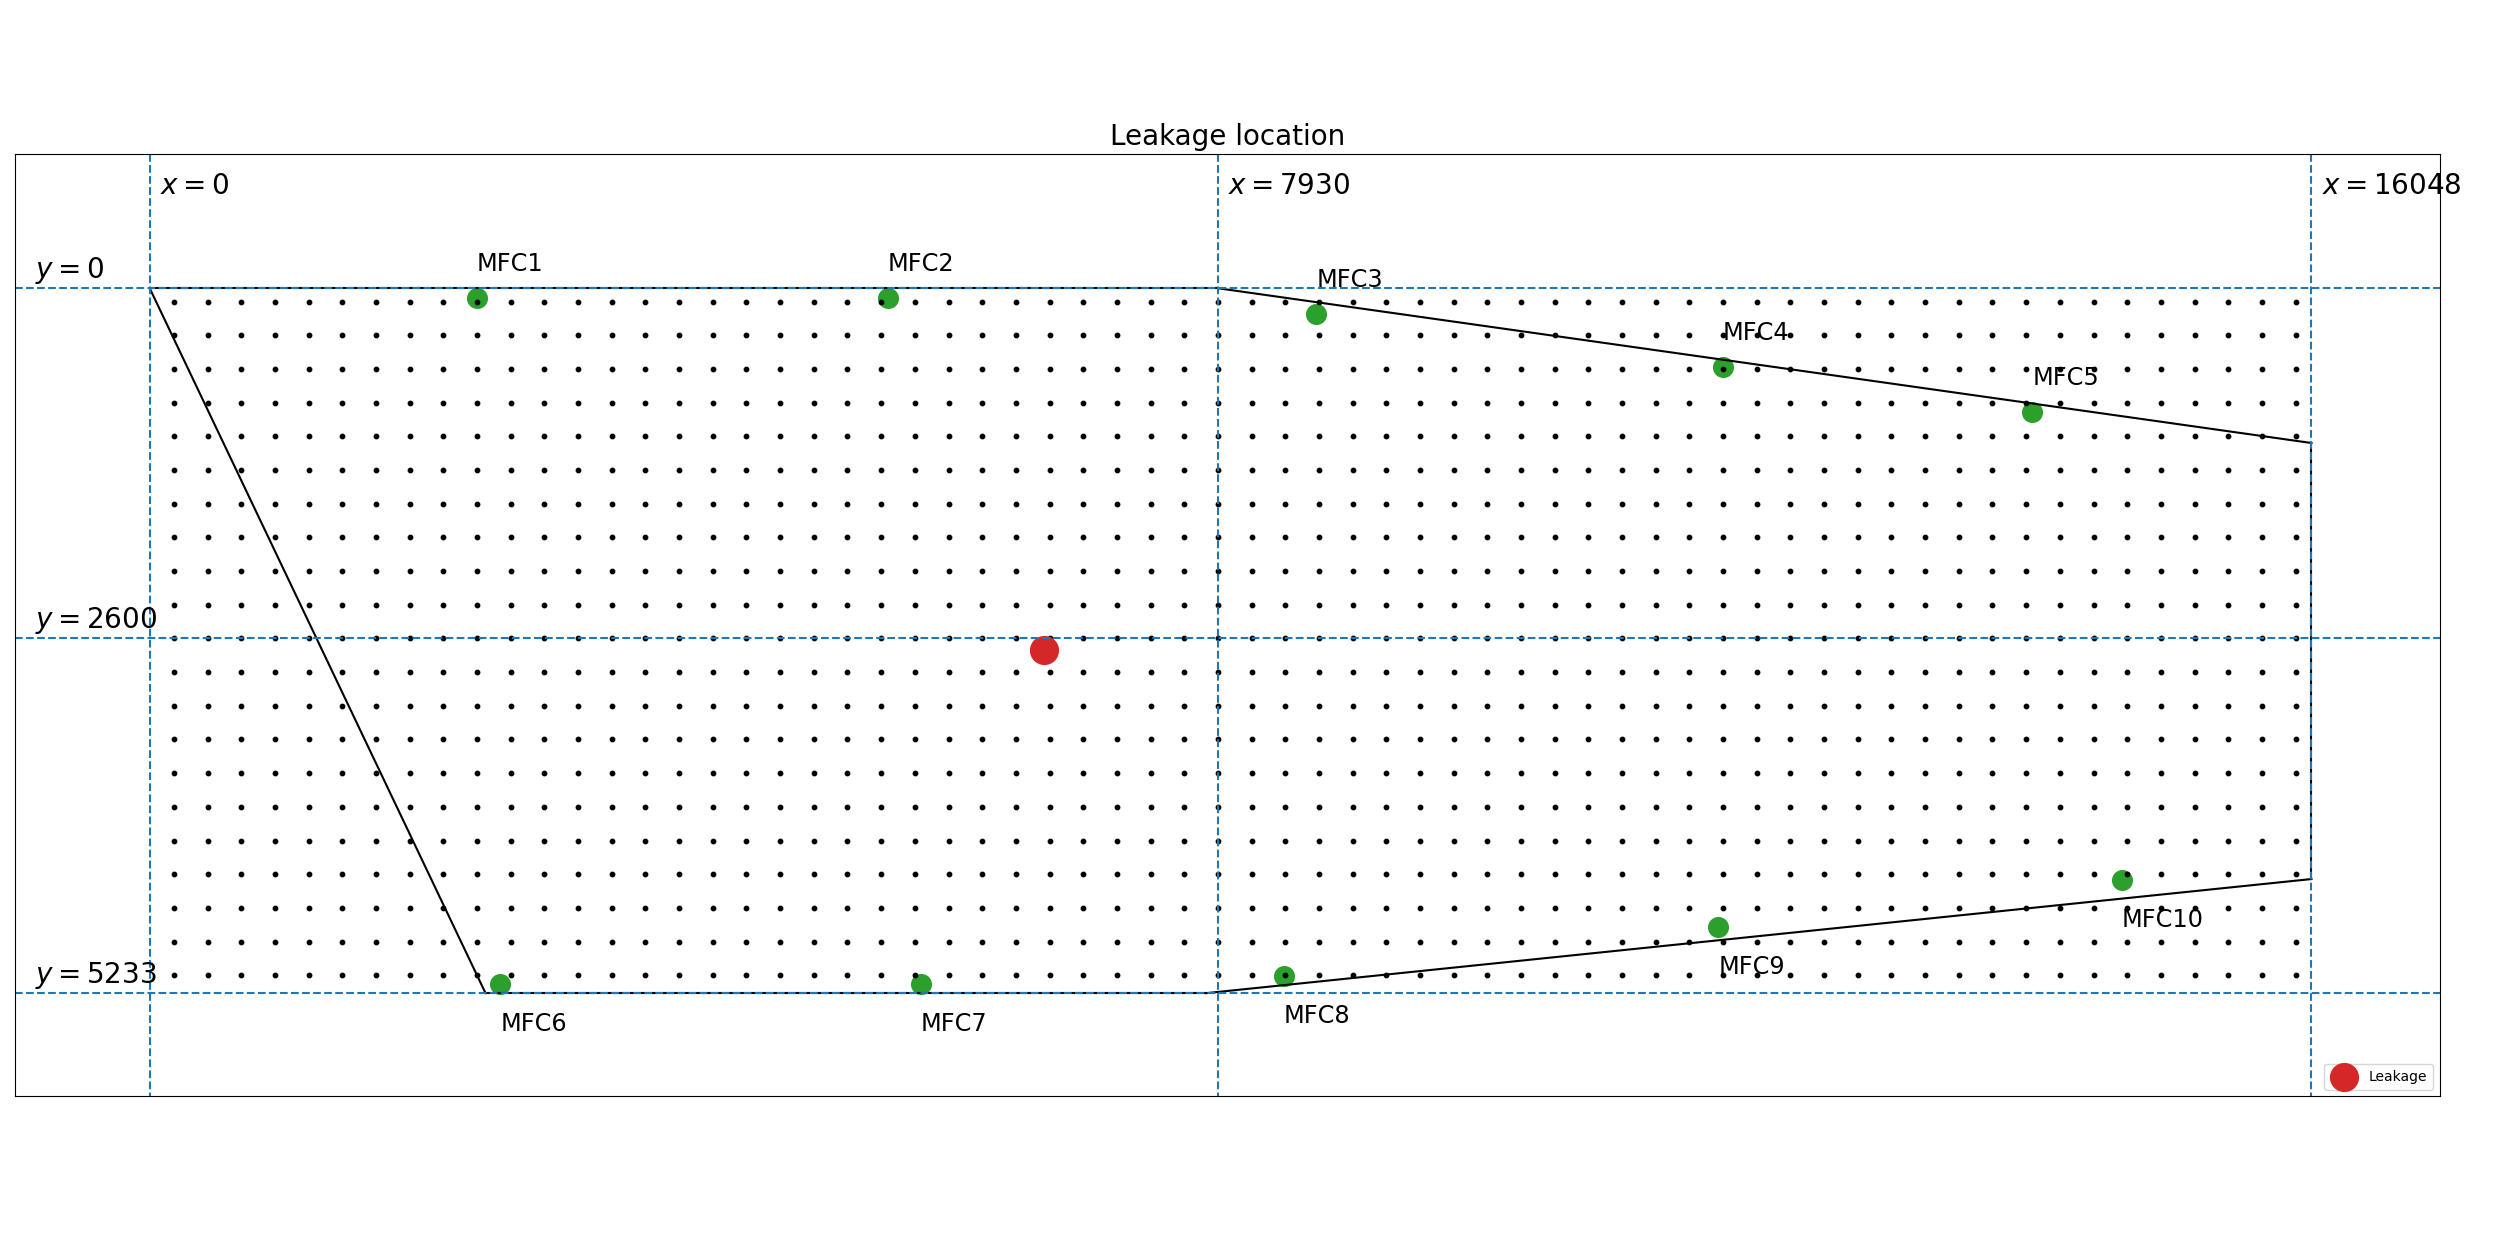 Leakage location
x = 0
x = 7930
x = 16048
y = 0
MFC1
MFC2
MFC3
MFC4
MFC5
y = 2600
MFC10
MFC9
y = 5233
MFC6
MFC7
MFC8
Leakage